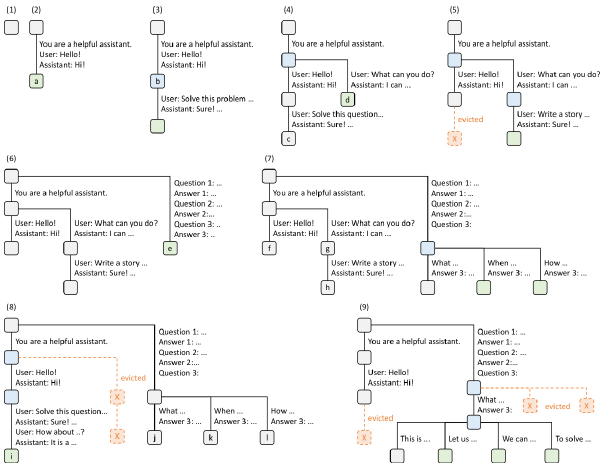 (1)
(2)
You are a helpful assistant.
User: Hello!
Assistant: Hi!
a
(3)
You are a helpful assistant.
User: Hello!
Assistant: Hi!
b
User: Solve this problem ...
Assistant: Sure! ...
(4)
You are a helpful assistant.
User: Hello!
Assistant: Hi!
User: What can you do?
Assistant: I can ...
d
User: Solve this question...
Assistant: Sure! ...
c
(5)
You are a helpful assistant.
User: Hello!
Assistant: Hi!
User: What can you do?
Assistant: I can ...
evicted
X
User: Write a story ...
Assistant: Sure! ...
(6)
You are a helpful assistant.
User: Hello!
Assistant: Hi!
User: What can you do?
Assistant: I can ...
User: Write a story ...
Assistant: Sure! ...
Question 1: ...
Answer 1: ...
Question 2: ...
Answer 2:...
Question 3: ..
Answer 3: ..
e
(7)
You are a helpful assistant.
User: Hello!
Assistant: Hi!
f
User: What can you do?
Assistant: I can ...
g
User: Write a story ...
Assistant: Sure! ...
h
Question 1: ...
Answer 1: ...
Question 2: ...
Answer 2:...
Question 3:
What ...
Answer 3: ...
When ...
Answer 3: ...
How ...
Answer 3: ...
(8)
You are a helpful assistant.
User: Hello!
Assistant: Hi!
evicted
X
X
User: Solve this question...
Assistant: Sure! ...
User: How about ..?
Assistant: It is a ...
i
Question 1: ...
Answer 1: ...
Question 2: ...
Answer 2:...
Question 3:
What ...
Answer 3: ...
When ...
Answer 3: ...
How ...
Answer 3: ...
j
k
l
(9)
You are a helpful assistant.
User: Hello!
Assistant: Hi!
evicted
X
Question 1: ...
Answer 1: ...
Question 2: ...
Answer 2:...
Question 3:
What ...
Answer 3:
X
evicted
X
This is ...
Let us ...
We can ...
To solve ...